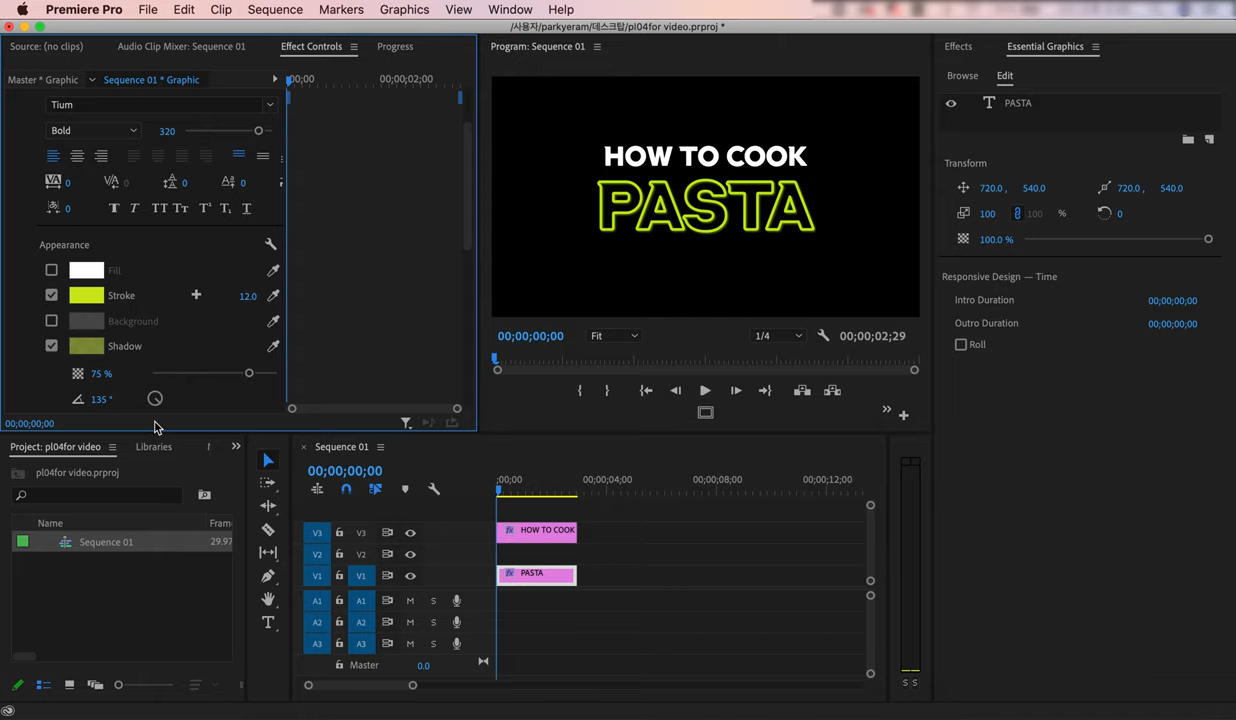 Premiere Pro File Edit Clip Sequence Markers Graphics View Window Help
/사용자/parkyeram/데스크탑/pl04for video.prproj *
Source: (no clips) Audio Clip Mixer: Sequence 01 Effect Controls Progress
Master * Graphic Sequence 01 * Graphic
:00;00 00;00;02;00
Tium
Bold 320
0 0 0 0
0
Appearance
Fill
Stroke 12.0
Background
Shadow
75 %
135 °
00;00;00;00
Program: Sequence 01
HOW TO COOK
PASTA
00;00;00;00 Fit 1/4 00;00;02;29
Effects Essential Graphics
Browse Edit
PASTA
Transform
720.0 , 540.0 720.0 , 540.0
100 100 % 0
100.0 %
Responsive Design — Time
Intro Duration 00;00;00;00
Outro Duration 00;00;00;00
Roll
Project: pl04for video Libraries
pl04for video.prproj
Name Fram
Sequence 01 29.97
Sequence 01
00;00;00;00
;00;00 00;00;04;00 00;00;08;00 00;00;12;00
V3 V3 fx HOW TO COOK
V2 V2
V1 V1 fx PASTA
A1 A1 M S
A2 A2 M S
A3 A3 M S
Master 0.0
S S